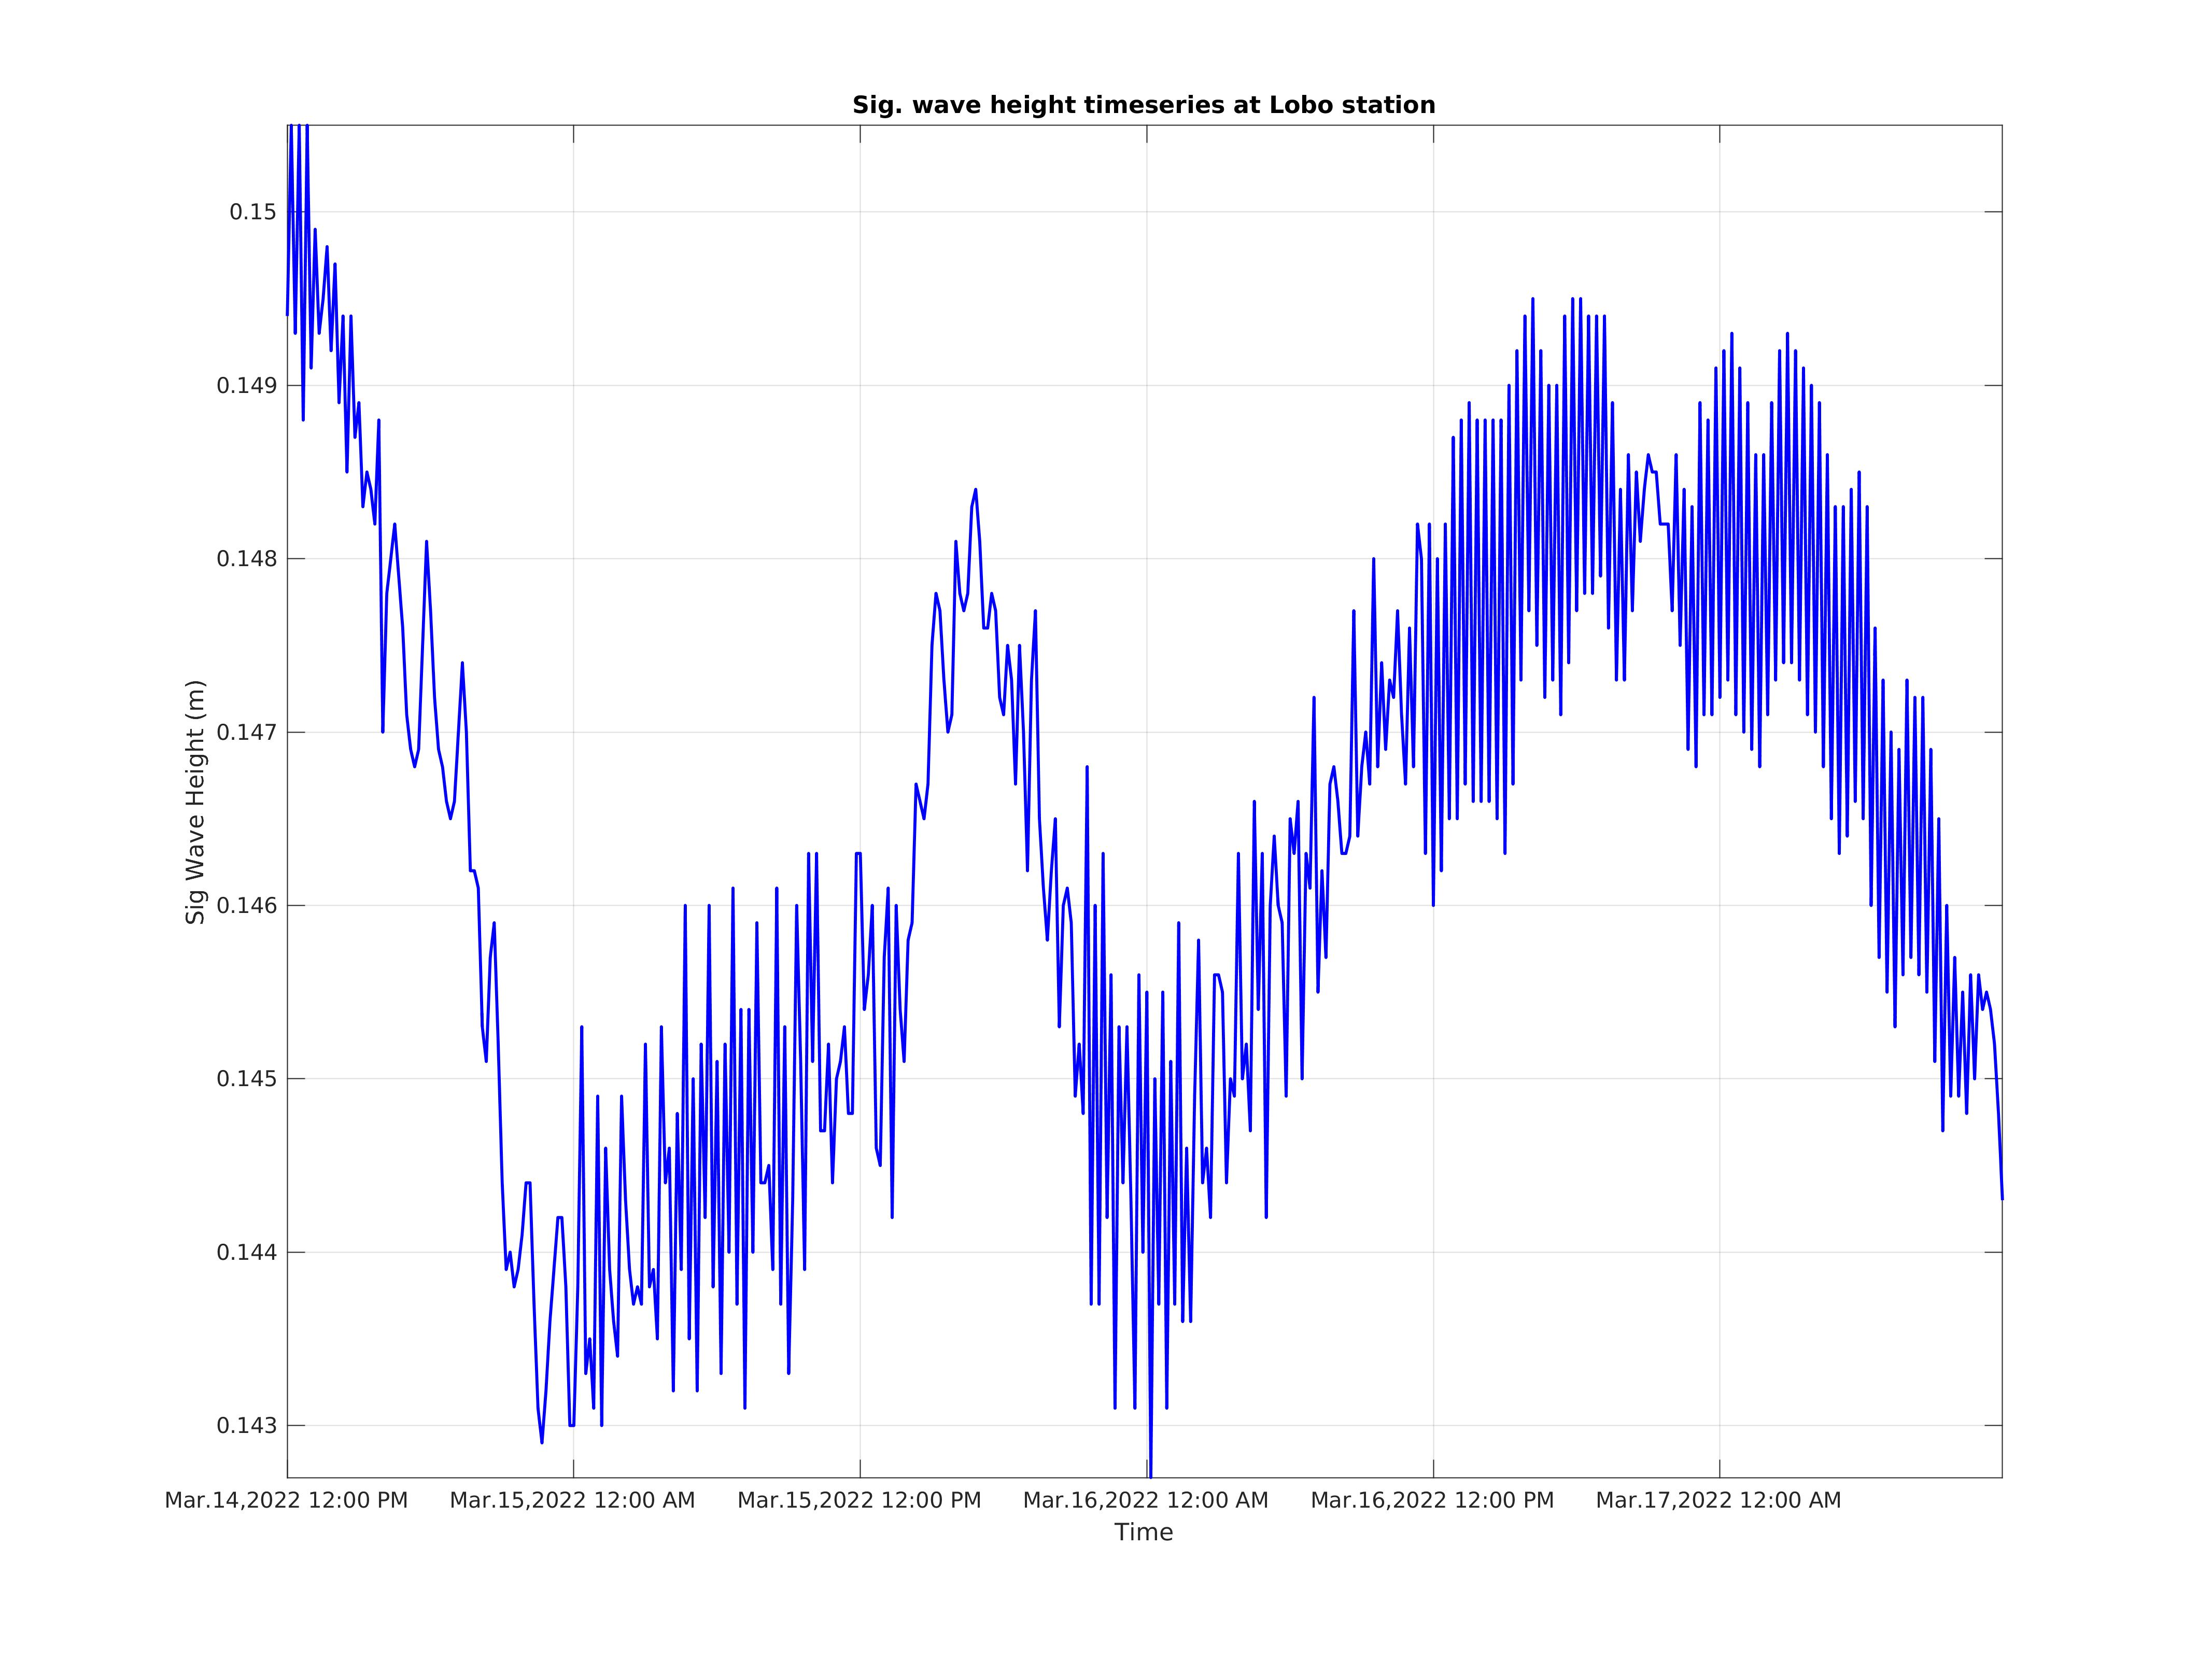 Sig. wave height timeseries at Lobo station
0.15
0.149
0.148
0.147
0.146
0.145
0.144
0.143
Sig Wave Height (m)
Mar.14,2022 12:00 PM Mar.15,2022 12:00 AM Mar.15,2022 12:00 PM Mar.16,2022 12:00 AM Mar.16,2022 12:00 PM Mar.17,2022 12:00 AM
Time